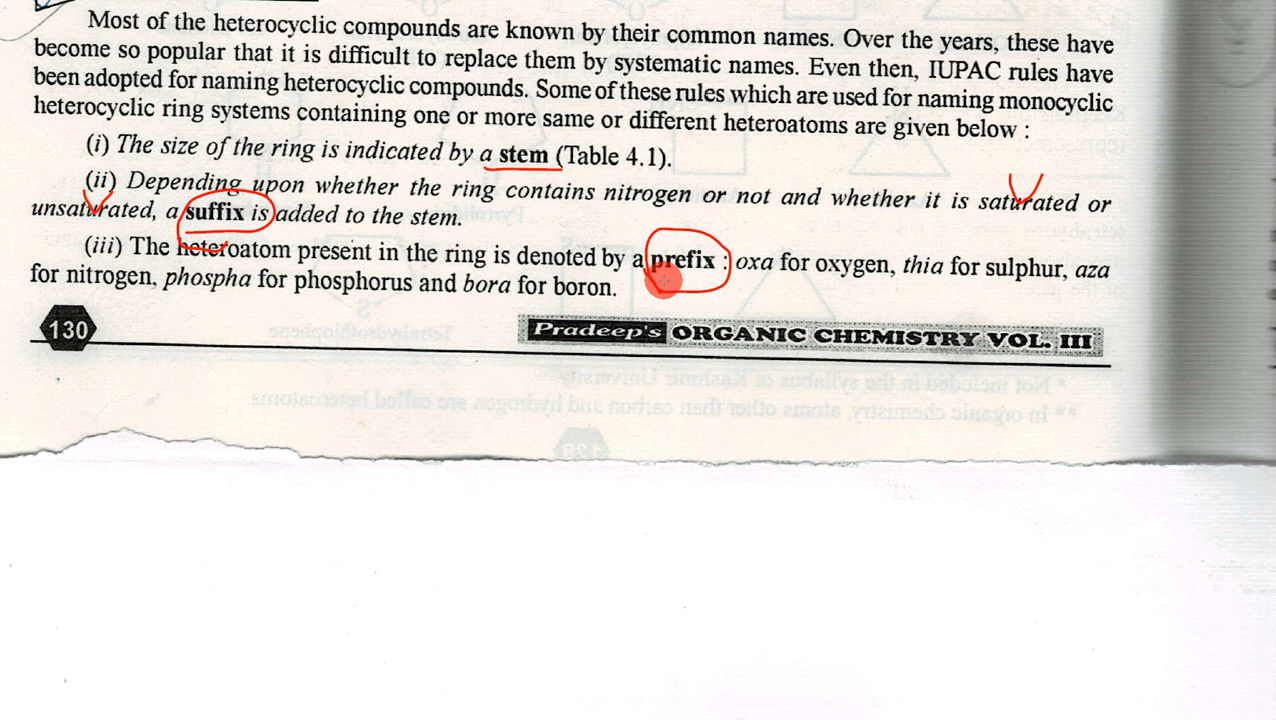 Most of the heterocyclic compounds are known by their common names. Over the years, these have
become so popular that it is difficult to replace them by systematic names. Even then, IUPAC rules have
been adopted for naming heterocyclic compounds. Some of these rules which are used for naming monocyclic
heterocyclic ring systems containing one or more same or different heteroatoms are given below :
(i) The size of the ring is indicated by a stem (Table 4.1).
(ii) Depending upon whether the ring contains nitrogen or not and whether it is saturated or
unsaturated, a suffix is added to the stem.
(iii) The heteroatom present in the ring is denoted by a prefix : oxa for oxygen, thia for sulphur, aza
for nitrogen, phospha for phosphorus and bora for boron.
130
Pradeep's ORGANIC CHEMISTRY VOL. III